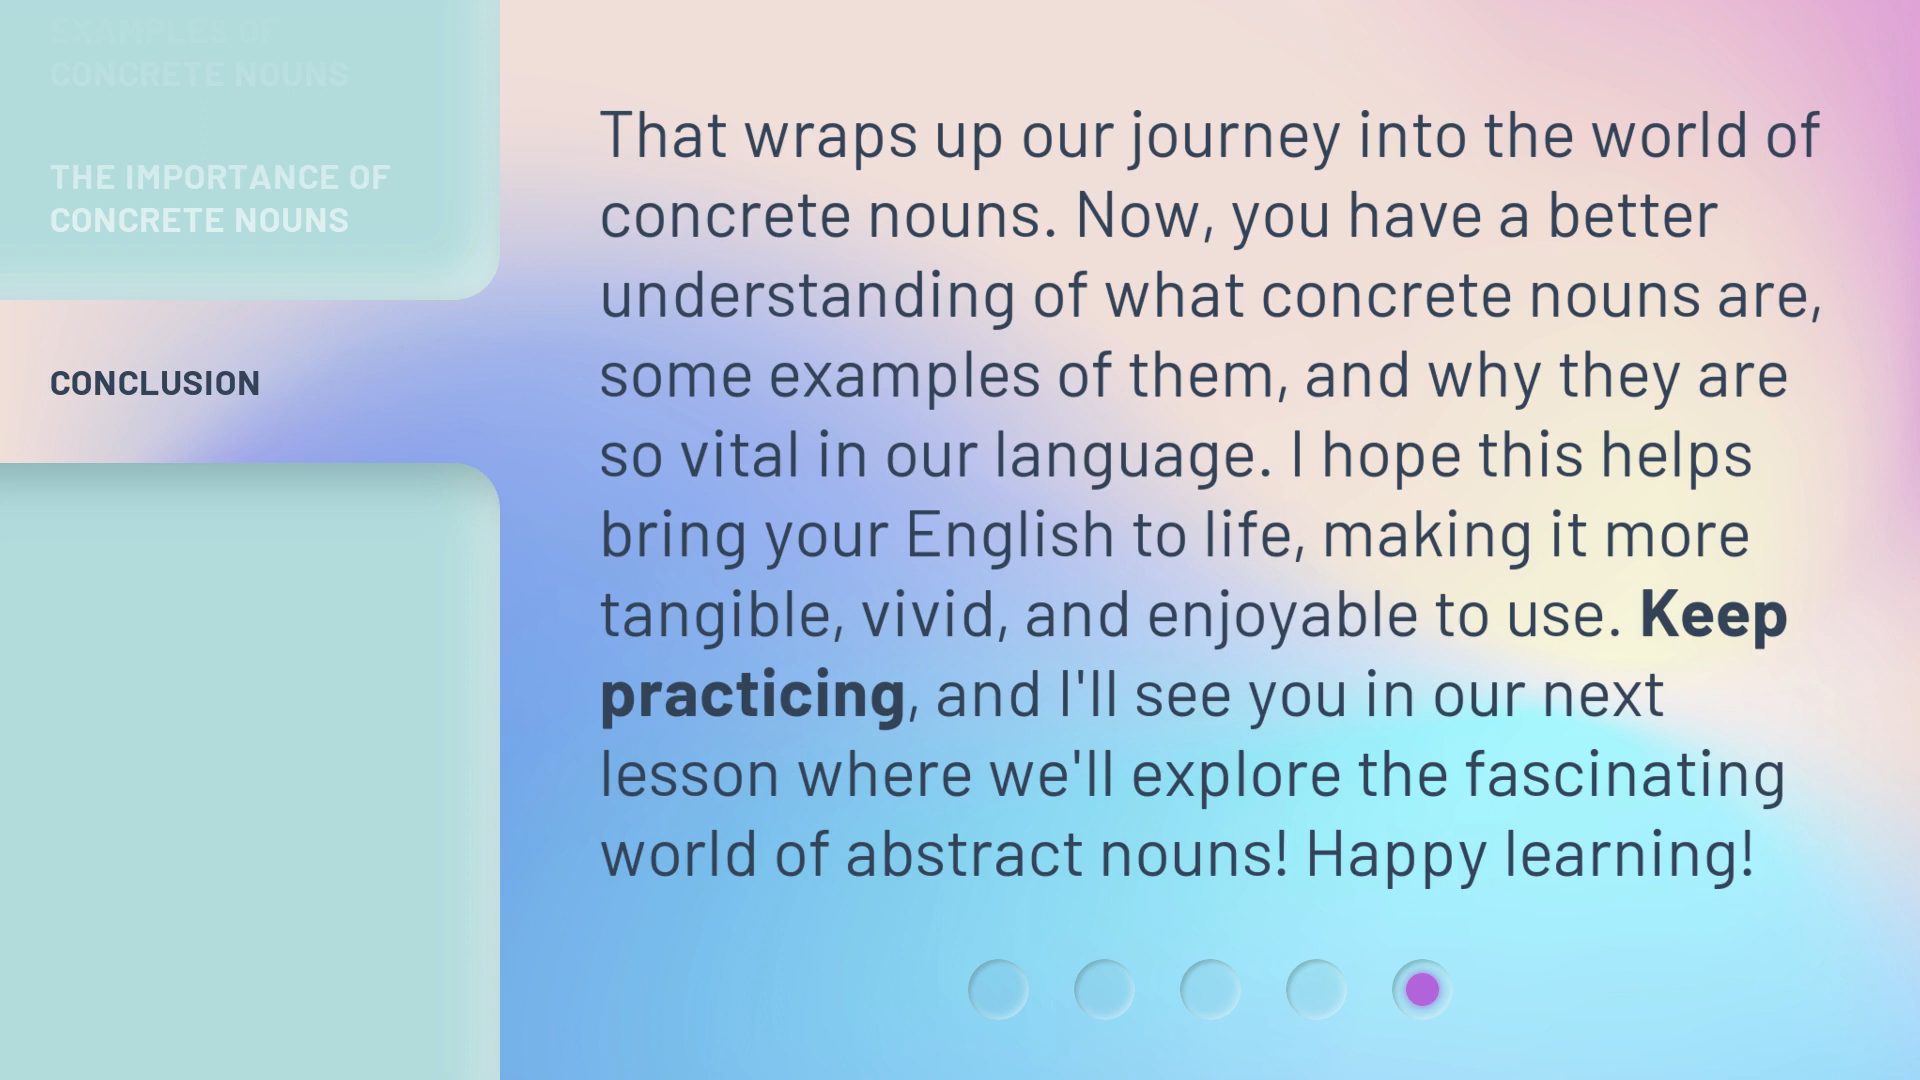 EXAMPLES OF
CONCRETE NOUNS
THE IMPORTANCE OF
CONCRETE NOUNS
CONCLUSION
That wraps up our journey into the world of
concrete nouns. Now, you have a better
understanding of what concrete nouns are,
some examples of them, and why they are
so vital in our language. I hope this helps
bring your English to life, making it more
tangible, vivid, and enjoyable to use. Keep
practicing, and I'll see you in our next
lesson where we'll explore the fascinating
world of abstract nouns! Happy learning!